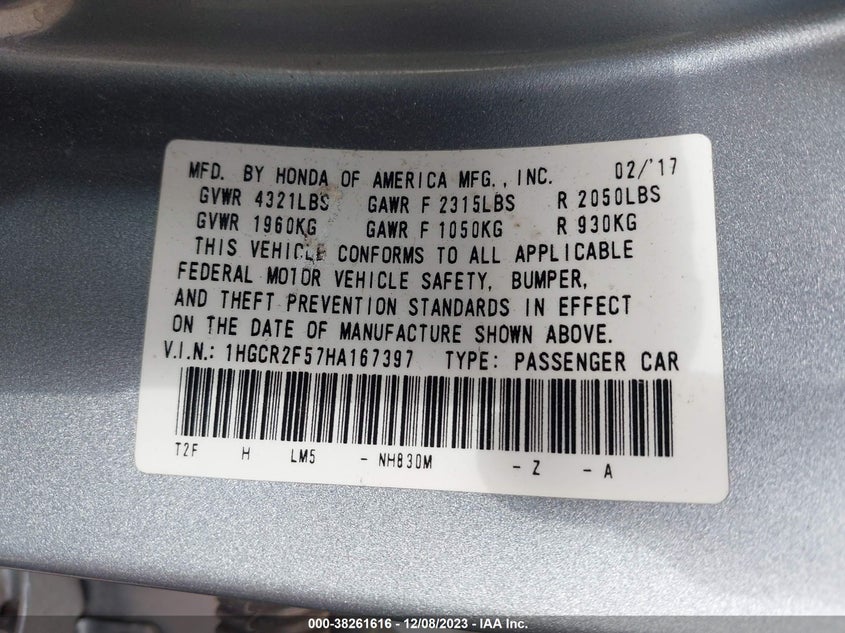 MFD. BY HONDA OF AMERICA MFG., INC. 02/'17
GVWR 4321LBS GAWR F 2315LBS R 2050LBS
GVWR 1960KG GAWR F 1050KG R 930KG
THIS VEHICLE CONFORMS TO ALL APPLICABLE
FEDERAL MOTOR VEHICLE SAFETY, BUMPER,
AND THEFT PREVENTION STANDARDS IN EFFECT
ON THE DATE OF MANUFACTURE SHOWN ABOVE.
V.I.N.: 1HGCR2F57HA167397 TYPE: PASSENGER CAR
T2F H LM5 - NH830M - Z - A
000-38261616 - 12/08/2023 - IAA Inc.